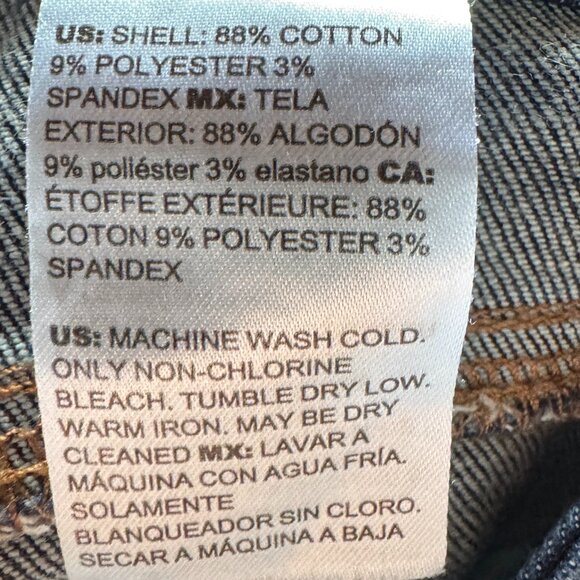 US: SHELL: 88% COTTON
9% POLYESTER 3%
SPANDEX MX: TELA
EXTERIOR: 88% ALGODÓN
9% poliéster 3% elastano CA:
ÉTOFFE EXTÉRIEURE: 88%
COTON 9% POLYESTER 3%
SPANDEX
US: MACHINE WASH COLD.
ONLY NON-CHLORINE
BLEACH. TUMBLE DRY LOW.
WARM IRON. MAY BE DRY
CLEANED MX: LAVAR A
MÁQUINA CON AGUA FRÍA.
SOLAMENTE
BLANQUEADOR SIN CLORO.
SECAR A MÁQUINA A BAJA